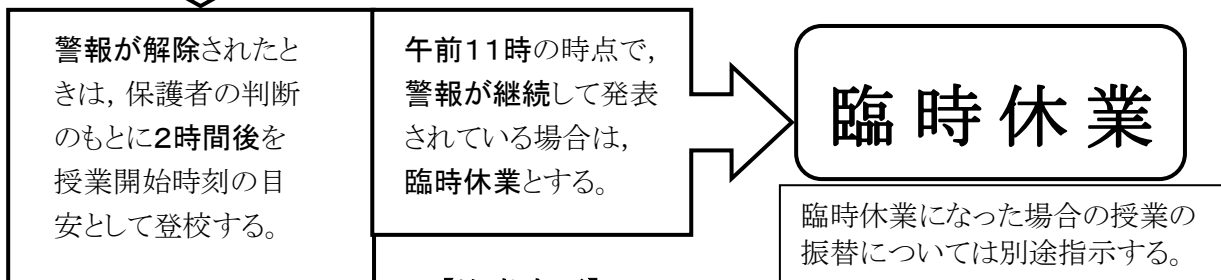 警報が解除されたと
きは，保護者の判断
のもとに２時間後を
授業開始時刻の目
安として登校する。
午前１１時の時点で，
警報が継続して発表
されている場合は，
臨時休業とする。
臨時休業
臨時休業になった場合の授業の
振替については別途指示する。